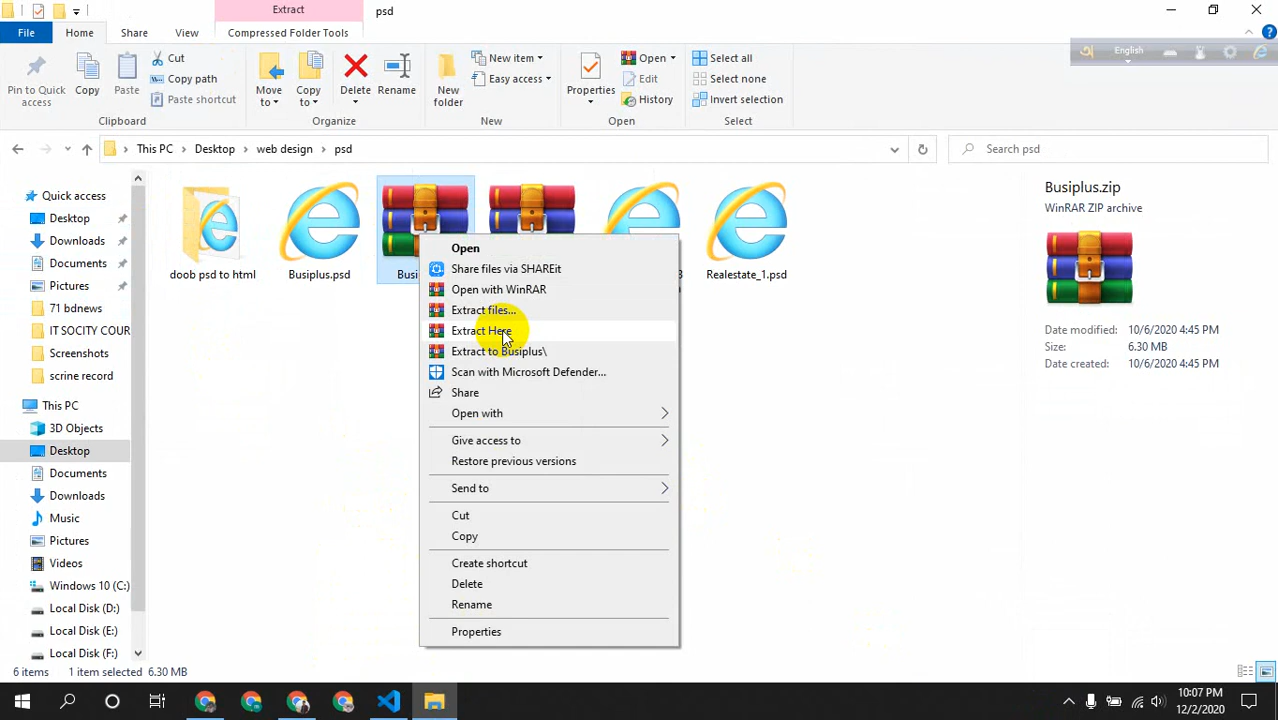 Extract
psd
File
Home
Share
View
Compressed Folder Tools
English
Pin to Quick access
Copy
Paste
Cut
Copy path
Paste shortcut
Clipboard
Move to
Copy to
Delete
Rename
Organize
New folder
New item
Easy access
New
Properties
Open
Edit
History
Open
Select all
Select none
Invert selection
Select
This PC
Desktop
web design
psd
Search psd
Quick access
Desktop
Downloads
Documents
Pictures
71 bdnews
IT SOCITY COUR
Screenshots
scrine record
This PC
3D Objects
Desktop
Documents
Downloads
Music
Pictures
Videos
Windows 10 (C:)
Local Disk (D:)
Local Disk (E:)
Local Disk (F:)
doob psd to html
Busiplus.psd
Busi
Realestate_1.psd
Open
Share files via SHAREit
Open with WinRAR
Extract files...
Extract Here
Extract to Busiplus\
Scan with Microsoft Defender...
Share
Open with
Give access to
Restore previous versions
Send to
Cut
Copy
Create shortcut
Delete
Rename
Properties
Busiplus.zip
WinRAR ZIP archive
Date modified: 10/6/2020 4:45 PM
Size: 6.30 MB
Date created: 10/6/2020 4:45 PM
6 items
1 item selected 6.30 MB
10:07 PM
12/2/2020